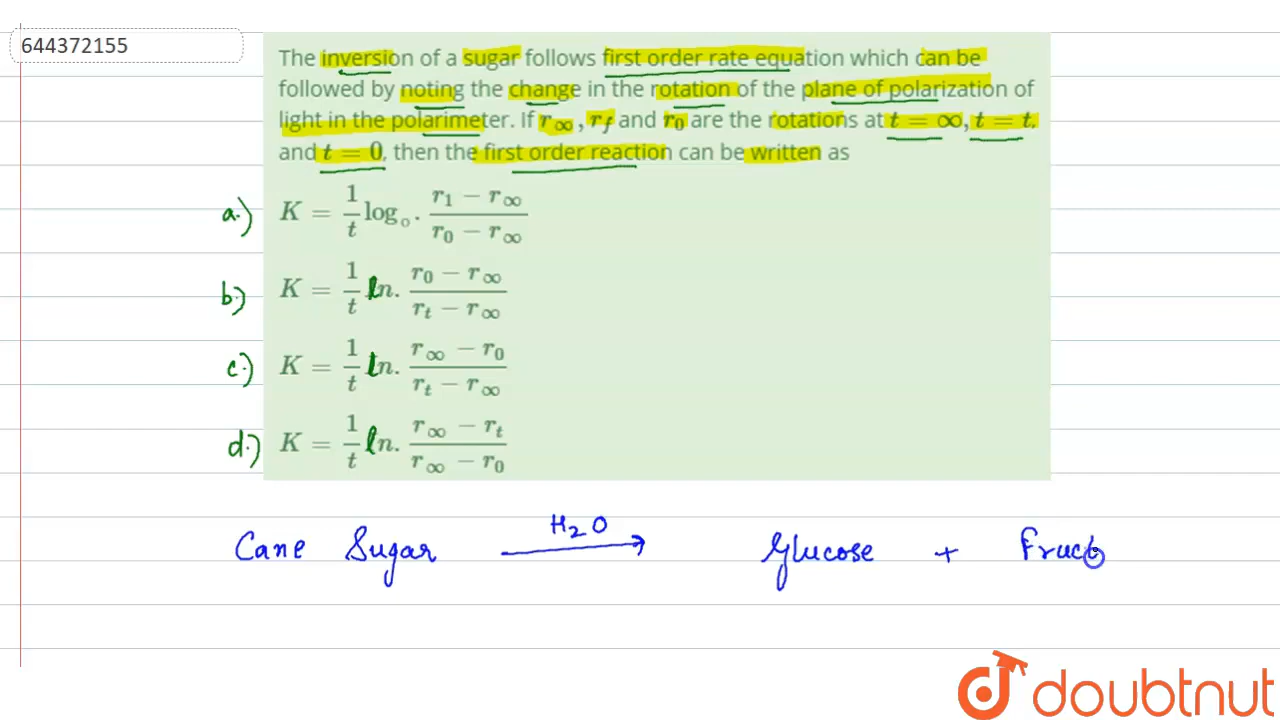 644372155
The inversion of a sugar follows first order rate equation which can be
followed by noting the change in the rotation of the plane of polarization of
light in the polarimeter. If r∞, rf and r0 are the rotations at t = ∞, t = t,
and t = 0, then the first order reaction can be written as
a.) K = 1/t log₀. (r1 − r∞)/(r0 − r∞)
b.) K = 1/t ln. (r0 − r∞)/(rt − r∞)
c.) K = 1/t ln. (r∞ − r0)/(rt − r∞)
d.) K = 1/t ln. (r∞ − rt)/(r∞ − r0)
H₂O
Cane Sugar ⟶ Glucose + Fruct
doubtnut